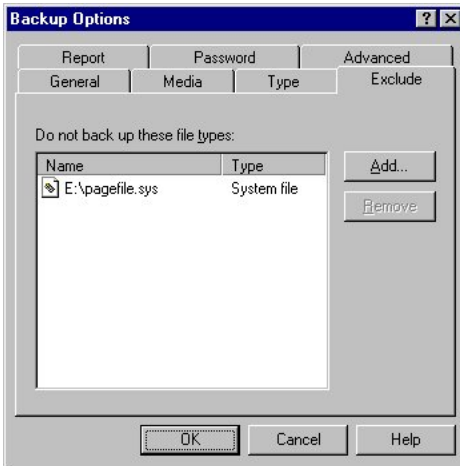 Backup Options
Report Password Advanced
General Media Type Exclude
Do not back up these file types:
Name Type
E:\pagefile.sys System file
Add...
Remove
OK Cancel Help